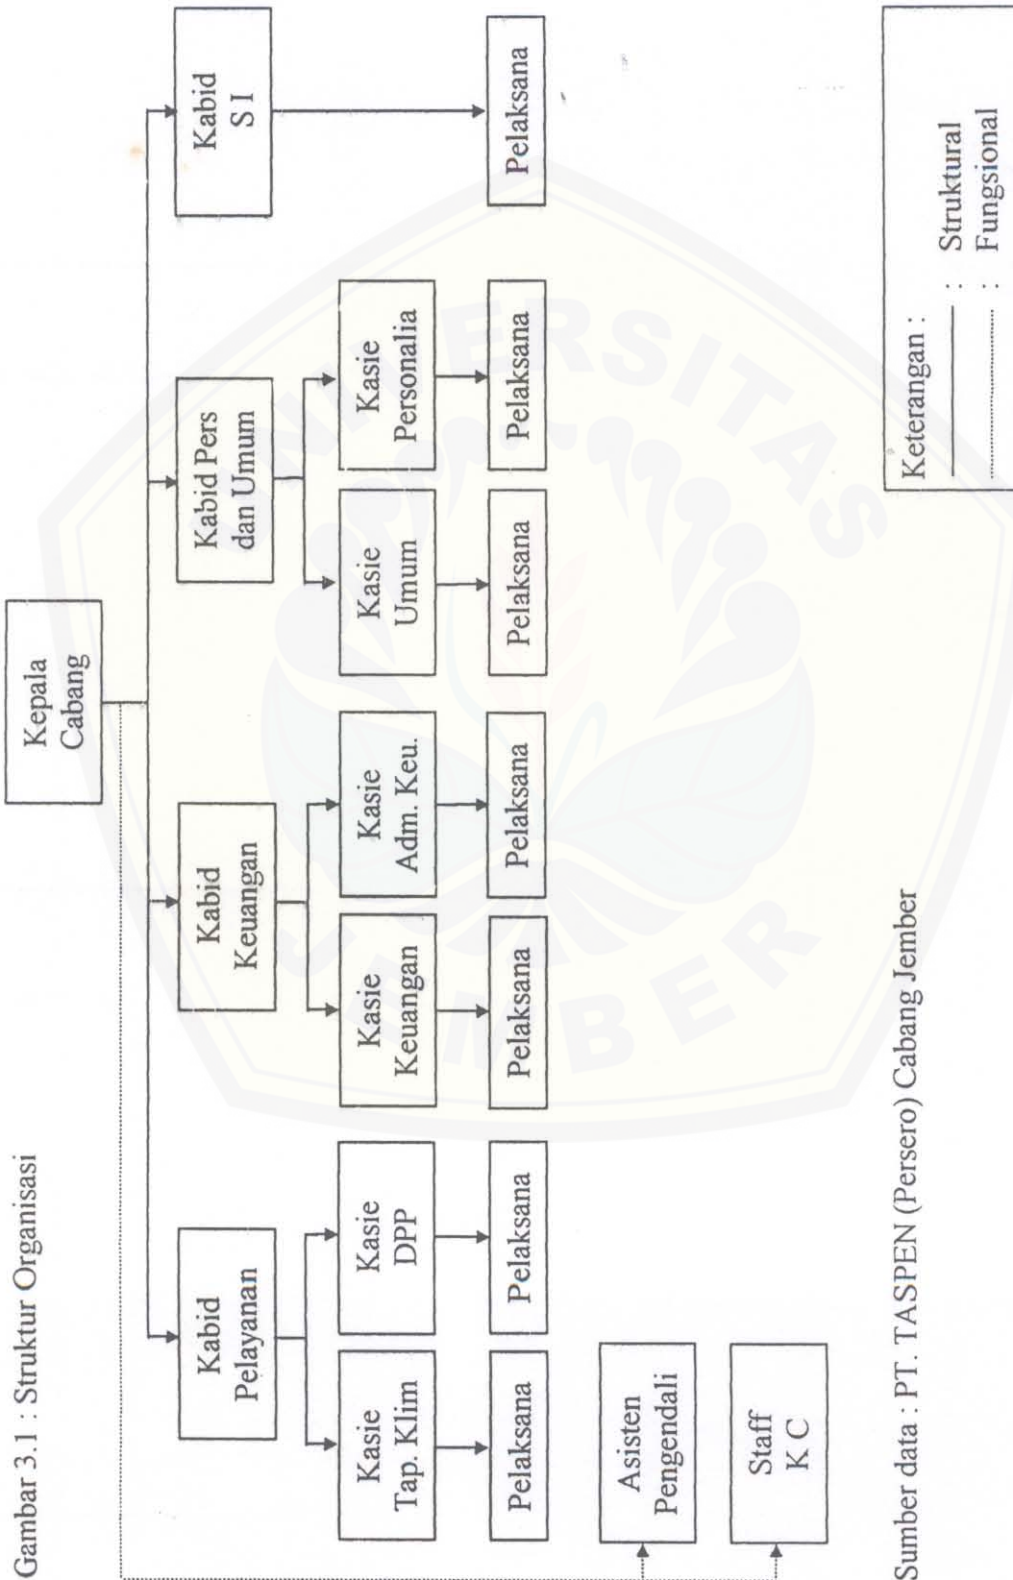 Gambar 3.1 : Struktur Organisasi
Kepala
Cabang
Kabid
Pelayanan
Kabid
Keuangan
Kabid Pers
dan Umum
Kabid
S I
Kasie
Tap. Klim
Kasie
DPP
Kasie
Keuangan
Kasie
Adm. Keu.
Kasie
Umum
Kasie
Personalia
Pelaksana
Pelaksana
Pelaksana
Pelaksana
Pelaksana
Pelaksana
Pelaksana
Asisten
Pengendali
Staff
K C
Keterangan :
: Struktural
: Fungsional
Sumber data : PT. TASPEN (Persero) Cabang Jember
UNIVERSITAS
JEMBER